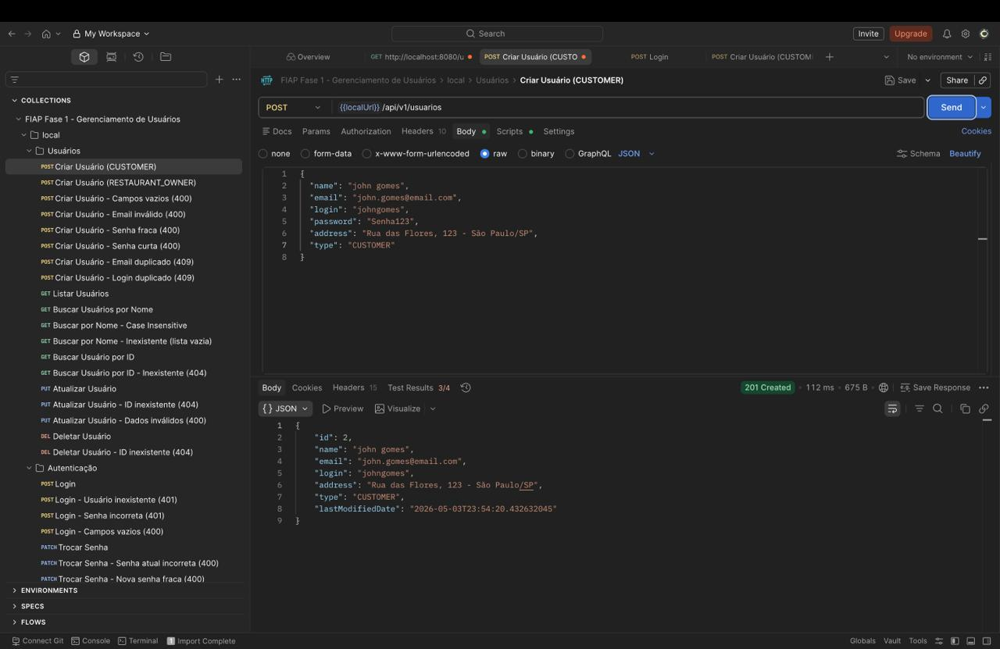 My Workspace
Search
Invite
Upgrade
Overview
GET http://localhost:8080/u
POST Criar Usuário (CUSTO
POST Login
POST Criar Usuário (CUSTOM
No environment
COLLECTIONS
FIAP Fase 1 - Gerenciamento de Usuários
local
Usuários
POST Criar Usuário (CUSTOMER)
POST Criar Usuário (RESTAURANT_OWNER)
POST Criar Usuário - Campos vazios (400)
POST Criar Usuário - Email inválido (400)
POST Criar Usuário - Senha fraca (400)
POST Criar Usuário - Senha curta (400)
POST Criar Usuário - Email duplicado (409)
POST Criar Usuário - Login duplicado (409)
GET Listar Usuários
GET Buscar Usuários por Nome
GET Buscar por Nome - Case Insensitive
GET Buscar por Nome - Inexistente (lista vazia)
GET Buscar Usuário por ID
GET Buscar Usuário por ID - Inexistente (404)
PUT Atualizar Usuário
PUT Atualizar Usuário - ID inexistente (404)
PUT Atualizar Usuário - Dados inválidos (400)
DEL Deletar Usuário
DEL Deletar Usuário - ID inexistente (404)
Autenticação
POST Login
POST Login - Usuário inexistente (401)
POST Login - Senha incorreta (401)
POST Login - Campos vazios (400)
PATCH Trocar Senha
PATCH Trocar Senha - Senha atual incorreta (400)
PATCH Trocar Senha - Nova senha fraca (400)
ENVIRONMENTS
SPECS
FLOWS
HTTP FIAP Fase 1 - Gerenciamento de Usuários > local > Usuários > Criar Usuário (CUSTOMER)
Save
Share
POST {{localUrl}} /api/v1/usuarios
Send
Docs Params Authorization Headers 10 Body Scripts Settings
Cookies
none form-data x-www-form-urlencoded raw binary GraphQL JSON
Schema Beautify
1 {
2 "name": "john gomes",
3 "email": "john.gomes@email.com",
4 "login": "johngomes",
5 "password": "Senha123",
6 "address": "Rua das Flores, 123 - São Paulo/SP",
7 "type": "CUSTOMER"
8 }
Body Cookies Headers 15 Test Results 3/4
201 Created • 112 ms • 675 B
Save Response
{} JSON Preview Visualize
1 {
2 "id": 2,
3 "name": "john gomes",
4 "email": "john.gomes@email.com",
5 "login": "johngomes",
6 "address": "Rua das Flores, 123 - São Paulo/SP",
7 "type": "CUSTOMER",
8 "lastModifiedDate": "2026-05-03T23:54:20.432632045"
9 }
Connect Git Console Terminal 1 Import Complete
Globals Vault Tools